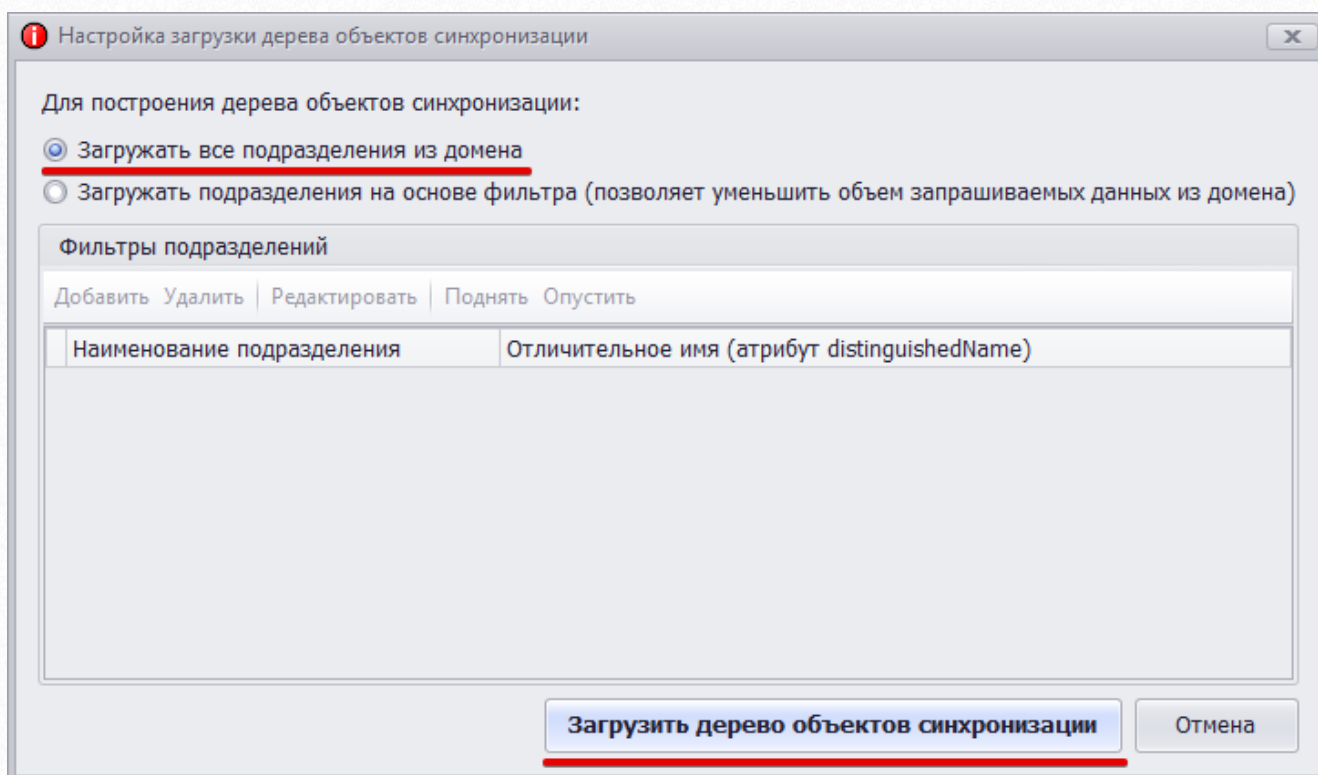 Настройка загрузки дерева объектов синхронизации
Для построения дерева объектов синхронизации:
Загружать все подразделения из домена
Загружать подразделения на основе фильтра (позволяет уменьшить объем запрашиваемых данных из домена)
Фильтры подразделений
Добавить Удалить Редактировать Поднять Опустить
Наименование подразделения Отличительное имя (атрибут distinguishedName)
Загрузить дерево объектов синхронизации Отмена